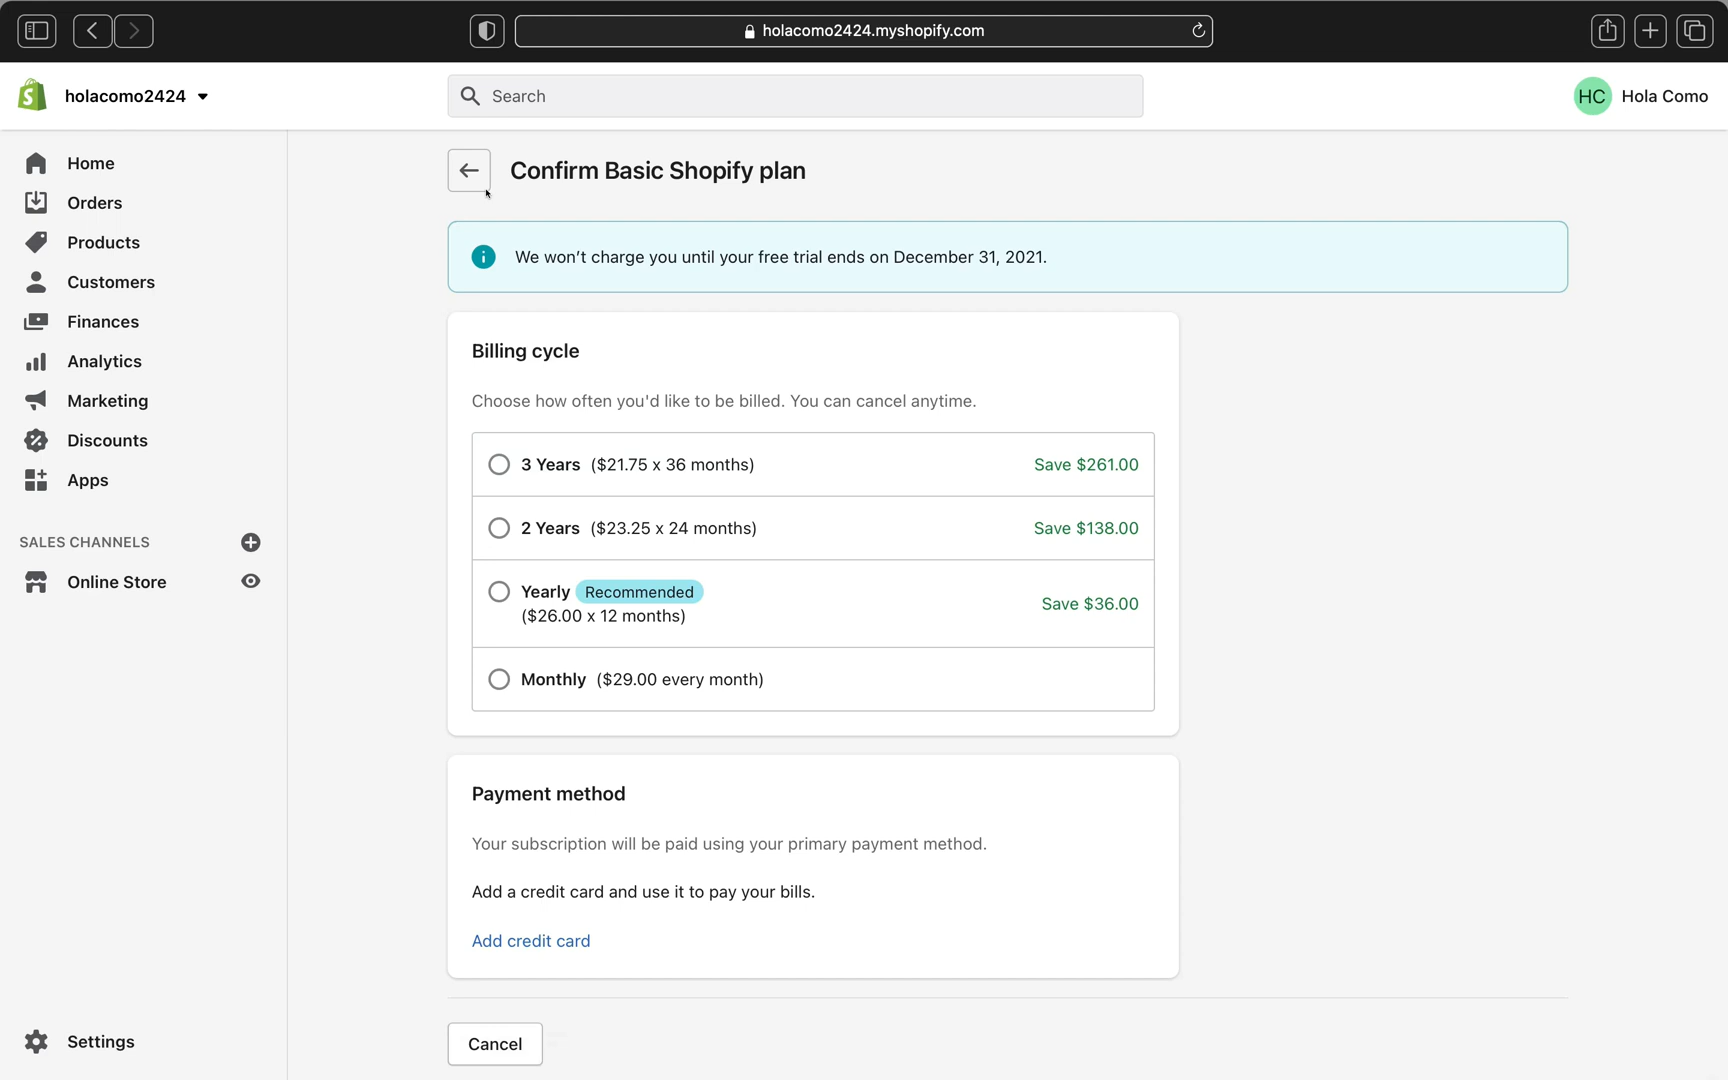 holacomo2424.myshopify.com
holacomo2424
Search
HC Hola Como
Home
Orders
Products
Customers
Finances
Analytics
Marketing
Discounts
Apps
SALES CHANNELS
Online Store
Settings
Confirm Basic Shopify plan
We won’t charge you until your free trial ends on December 31, 2021.
Billing cycle
Choose how often you'd like to be billed. You can cancel anytime.
3 Years ($21.75 x 36 months) Save $261.00
2 Years ($23.25 x 24 months) Save $138.00
Yearly Recommended
($26.00 x 12 months) Save $36.00
Monthly ($29.00 every month)
Payment method
Your subscription will be paid using your primary payment method.
Add a credit card and use it to pay your bills.
Add credit card
Cancel